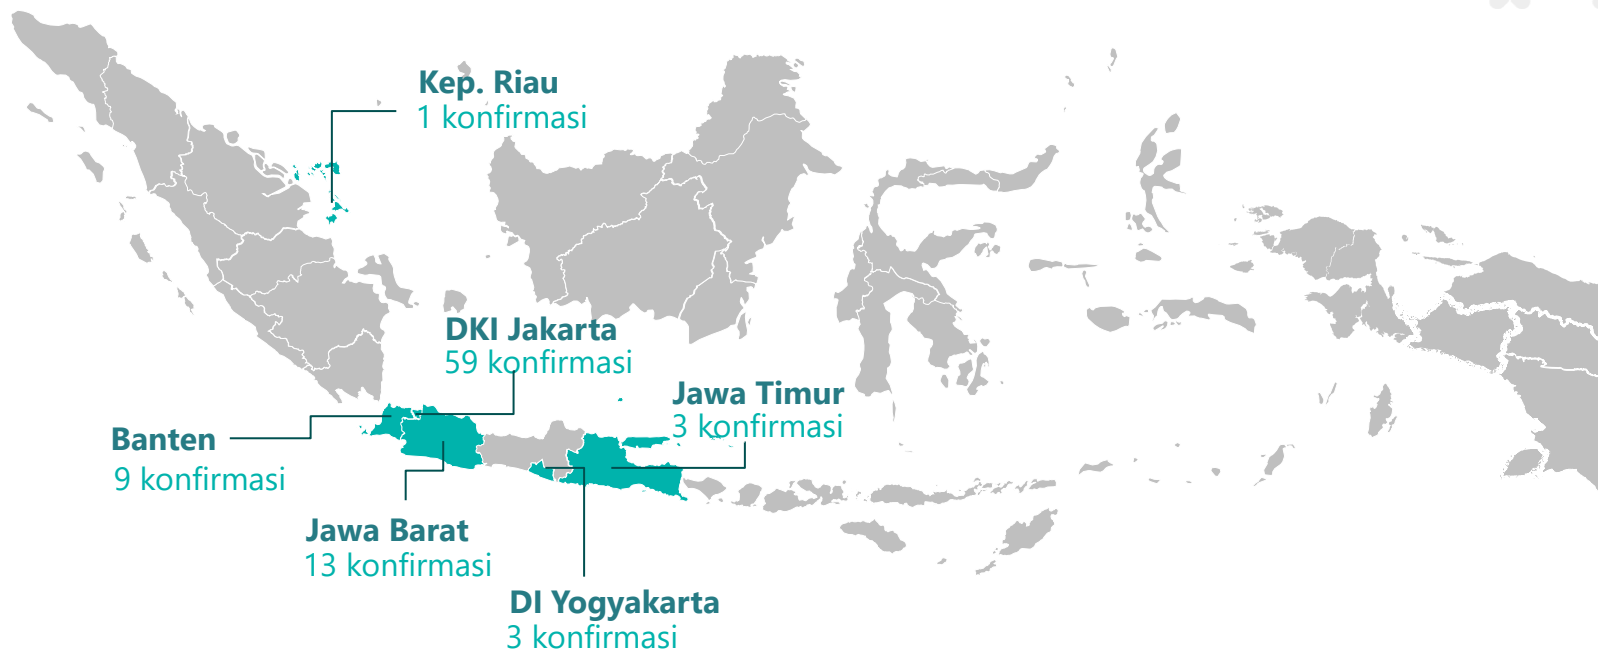 Kep. Riau
1 konfirmasi
DKI Jakarta
59 konfirmasi
Jawa Timur
3 konfirmasi
Banten
9 konfirmasi
Jawa Barat
13 konfirmasi
DI Yogyakarta
3 konfirmasi